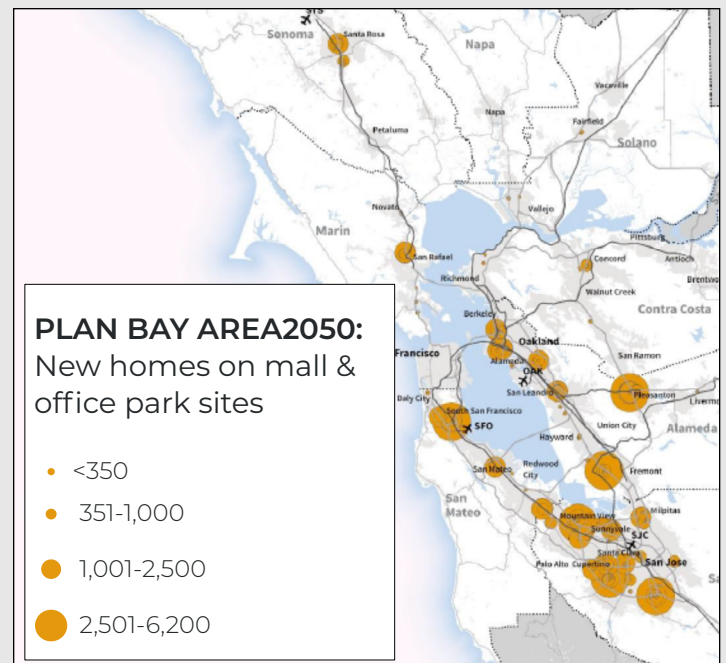 STS
Sonoma
Santa Rosa
Napa
Vacaville
Napa
Fairfield
Petaluma
Solano
Novato
Vallejo
Marin
Pittsburg
San Rafael
Concord
Antioch
Richmond
Brentwo
Walnut Creek
Contra Costa
Berkeley
Oakland
Francisco
Alameda
San Ramon
OAK
Daly City
San Leandro
Pleasanton
Liverm
South San Francisco
SFO
Union City
Alameda
Hayward
San Mateo
Redwood
City
Fremont
San
Mateo
Mountain View
Milpitas
Sunnyvale
SJC
Santa Clara
Palo Alto
Cupertino
San Jose
Sa
PLAN BAY AREA2050:
New homes on mall &
office park sites
<350
351-1,000
1,001-2,500
2,501-6,200